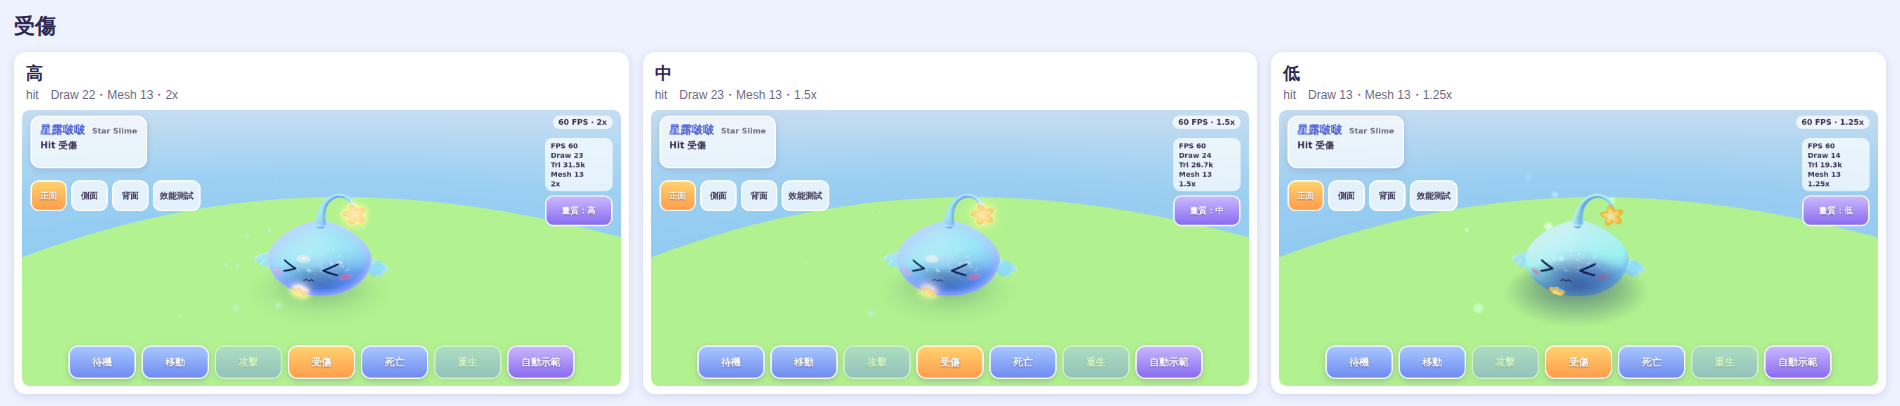 受傷
高
hit Draw 22・Mesh 13・2x
星露啵啵 Star Slime
Hit 受傷
60 FPS · 2x
FPS 60
Draw 23
Tri 31.5k
Mesh 13
2x
正面 側面 背面 效能測試
畫質：高
待機 移動 攻擊 受傷 死亡 重生 自動示範
中
hit Draw 23・Mesh 13・1.5x
星露啵啵 Star Slime
Hit 受傷
60 FPS · 1.5x
FPS 60
Draw 24
Tri 26.7k
Mesh 13
1.5x
正面 側面 背面 效能測試
畫質：中
待機 移動 攻擊 受傷 死亡 重生 自動示範
低
hit Draw 13・Mesh 13・1.25x
星露啵啵 Star Slime
Hit 受傷
60 FPS · 1.25x
FPS 60
Draw 14
Tri 19.3k
Mesh 13
1.25x
正面 側面 背面 效能測試
畫質：低
待機 移動 攻擊 受傷 死亡 重生 自動示範